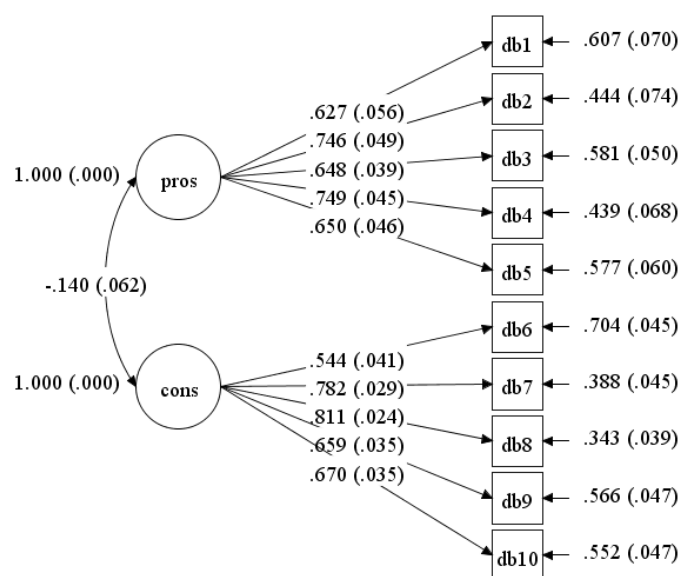 db1
.607 (.070)
db2
.444 (.074)
.627 (.056)
.746 (.049)
db3
.581 (.050)
.648 (.039)
1.000 (.000)
pros
.749 (.045)
db4
.439 (.068)
.650 (.046)
db5
.577 (.060)
-.140 (.062)
db6
.704 (.045)
.544 (.041)
1.000 (.000)
cons
.782 (.029)
db7
.388 (.045)
.811 (.024)
db8
.343 (.039)
.659 (.035)
.670 (.035)
db9
.566 (.047)
db10
.552 (.047)